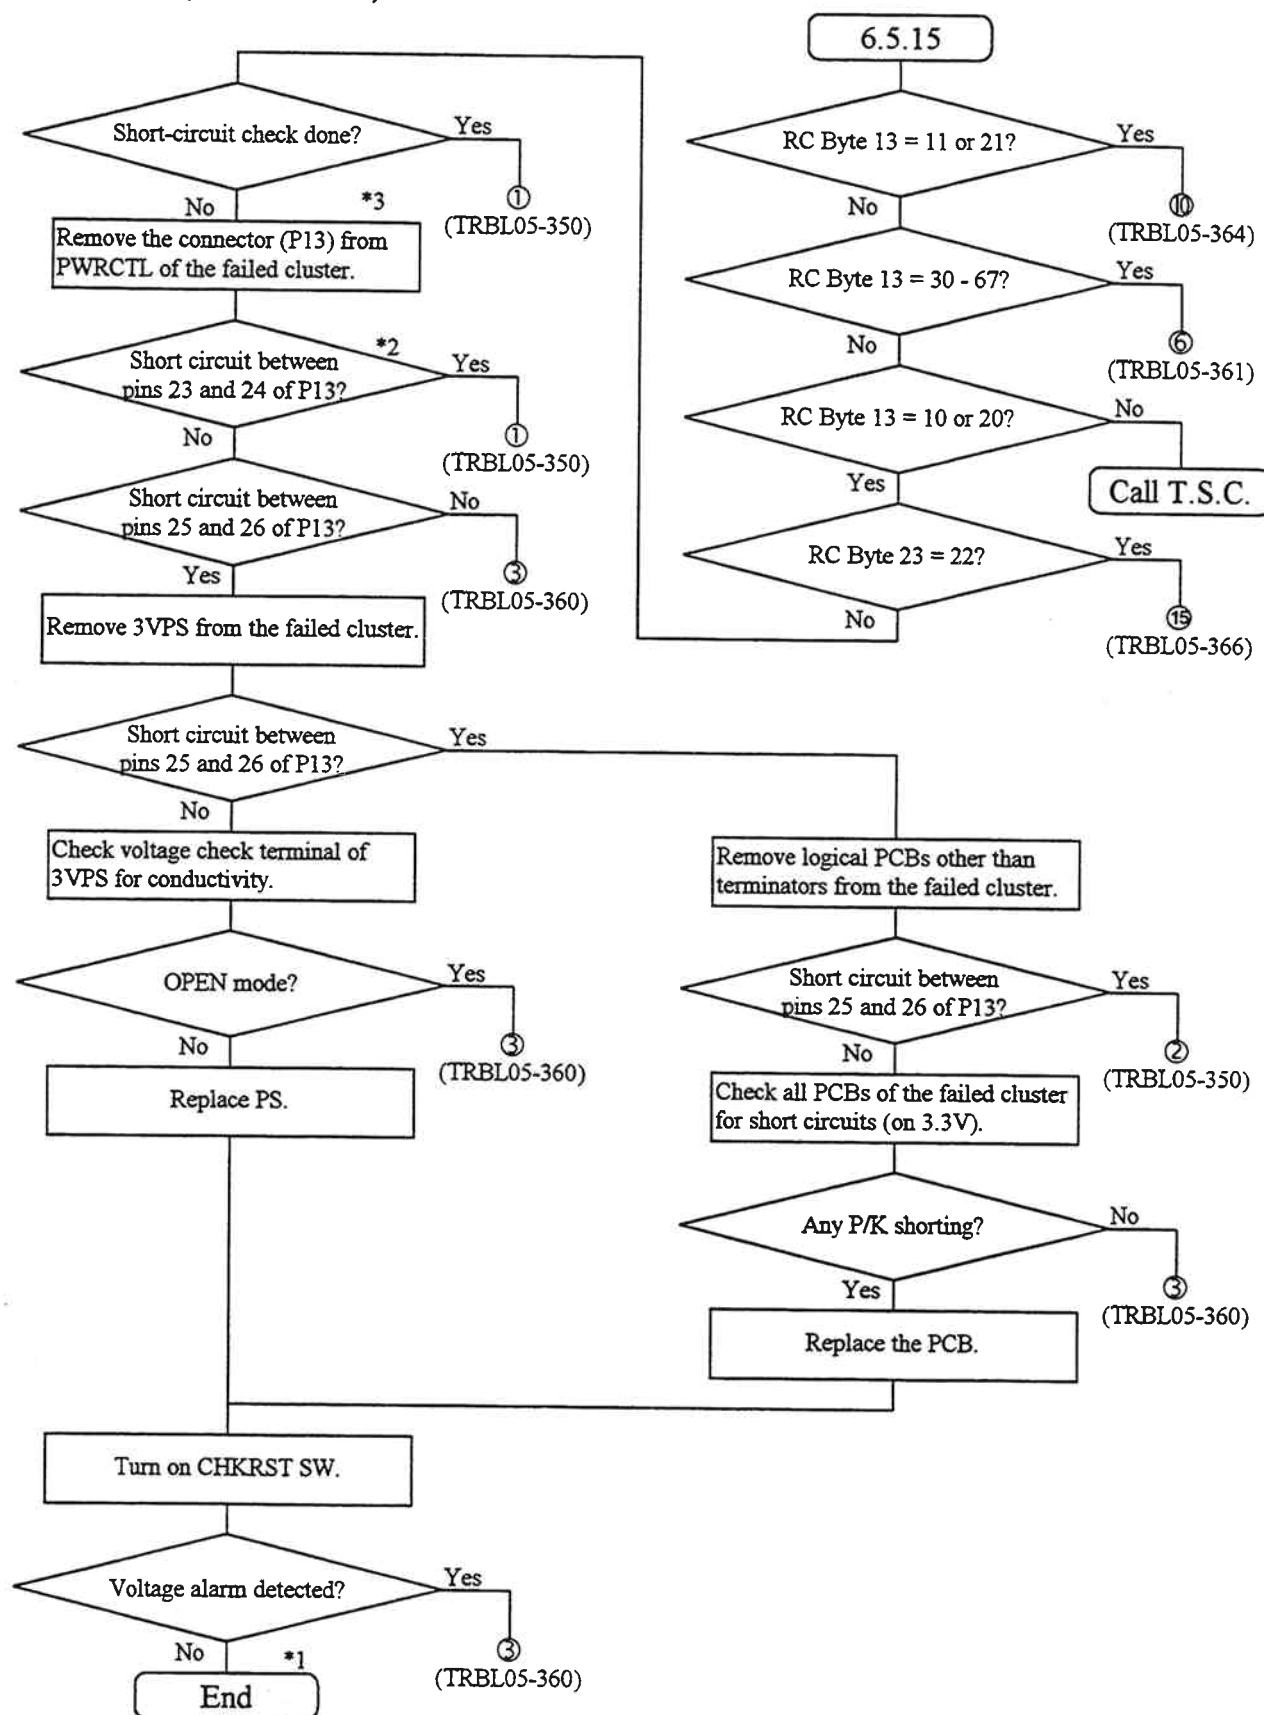 6.5.15
RC Byte 13 = 11 or 21?
Yes
⑩
(TRBL05-364)
No
RC Byte 13 = 30 - 67?
Yes
⑥
(TRBL05-361)
No
RC Byte 13 = 10 or 20?
No
Call T.S.C.
Yes
RC Byte 23 = 22?
Yes
⑮
(TRBL05-366)
No
Short-circuit check done?
Yes
①
(TRBL05-350)
No
*3
Remove the connector (P13) from
PWRCTL of the failed cluster.
Short circuit between
pins 23 and 24 of P13?
*2
Yes
①
(TRBL05-350)
No
Short circuit between
pins 25 and 26 of P13?
No
③
(TRBL05-360)
Yes
Remove 3VPS from the failed cluster.
Short circuit between
pins 25 and 26 of P13?
Yes
No
Check voltage check terminal of
3VPS for conductivity.
OPEN mode?
Yes
③
(TRBL05-360)
No
Replace PS.
Remove logical PCBs other than
terminators from the failed cluster.
Short circuit between
pins 25 and 26 of P13?
Yes
②
(TRBL05-350)
No
Check all PCBs of the failed cluster
for short circuits (on 3.3V).
Any P/K shorting?
No
③
(TRBL05-360)
Yes
Replace the PCB.
Turn on CHKRST SW.
Voltage alarm detected?
Yes
③
(TRBL05-360)
No
*1
End